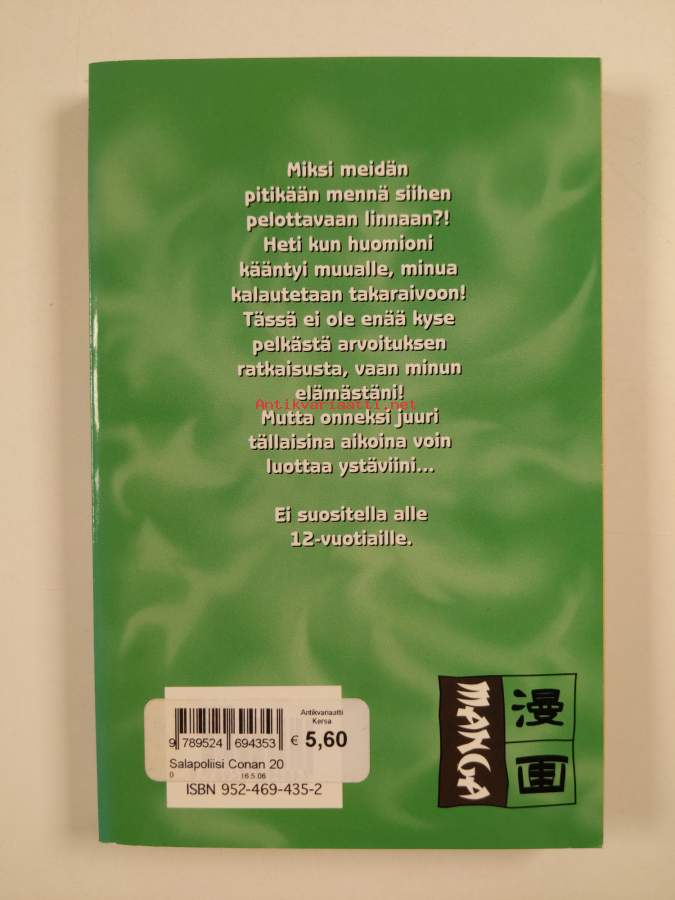 Miksi meidän
pitikään mennä siihen
pelottavaan linnaan?!
Heti kun huomioni
kääntyi muualle, minua
kalautetaan takaraivoon!
Tässä ei ole enää kyse
pelkästä arvoituksen
ratkaisusta, vaan minun
elämästäni!
Antikvariaatti.net
Mutta onneksi juuri
tällaisina aikoina voin
luottaa ystäviini...
Ei suositella alle
12-vuotiaille.
Antikvariaatti
Kersa
€ 5,60
9 789524 694353
Salapoliisi Conan 20
0 16.5.06
ISBN 952-469-435-2
MANGA
漫画